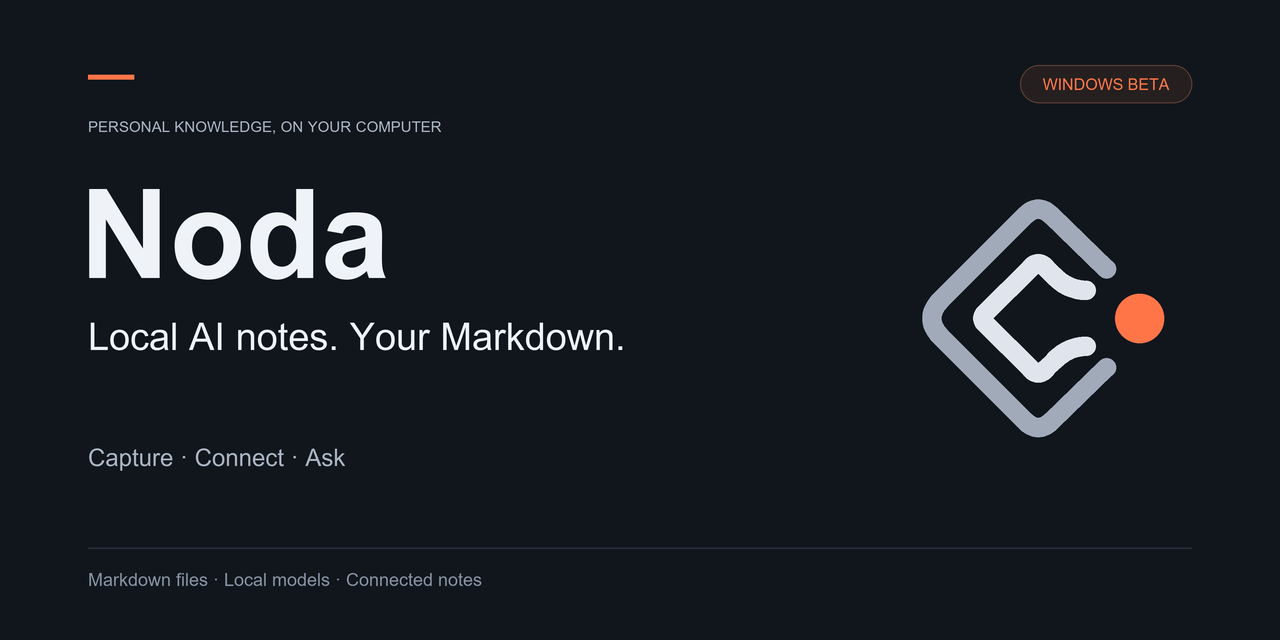 WINDOWS BETA
PERSONAL KNOWLEDGE, ON YOUR COMPUTER
Noda
Local AI notes. Your Markdown.
Capture · Connect · Ask
Markdown files · Local models · Connected notes